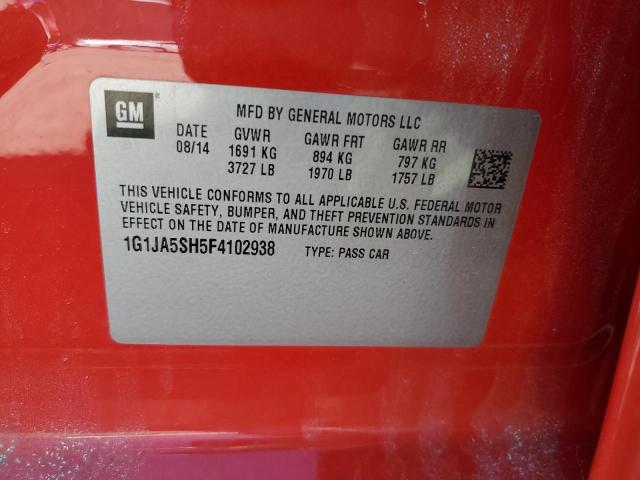 GM
MFD BY GENERAL MOTORS LLC
DATE GVWR GAWR FRT GAWR RR
08/14 1691 KG 894 KG 797 KG
3727 LB 1970 LB 1757 LB
THIS VEHICLE CONFORMS TO ALL APPLICABLE U.S. FEDERAL MOTOR
VEHICLE SAFETY, BUMPER, AND THEFT PREVENTION STANDARDS IN
EFFECT ON THE DATE OF MANUFACTURE SHOWN ABOVE.
1G1JA5SH5F4102938 TYPE: PASS CAR